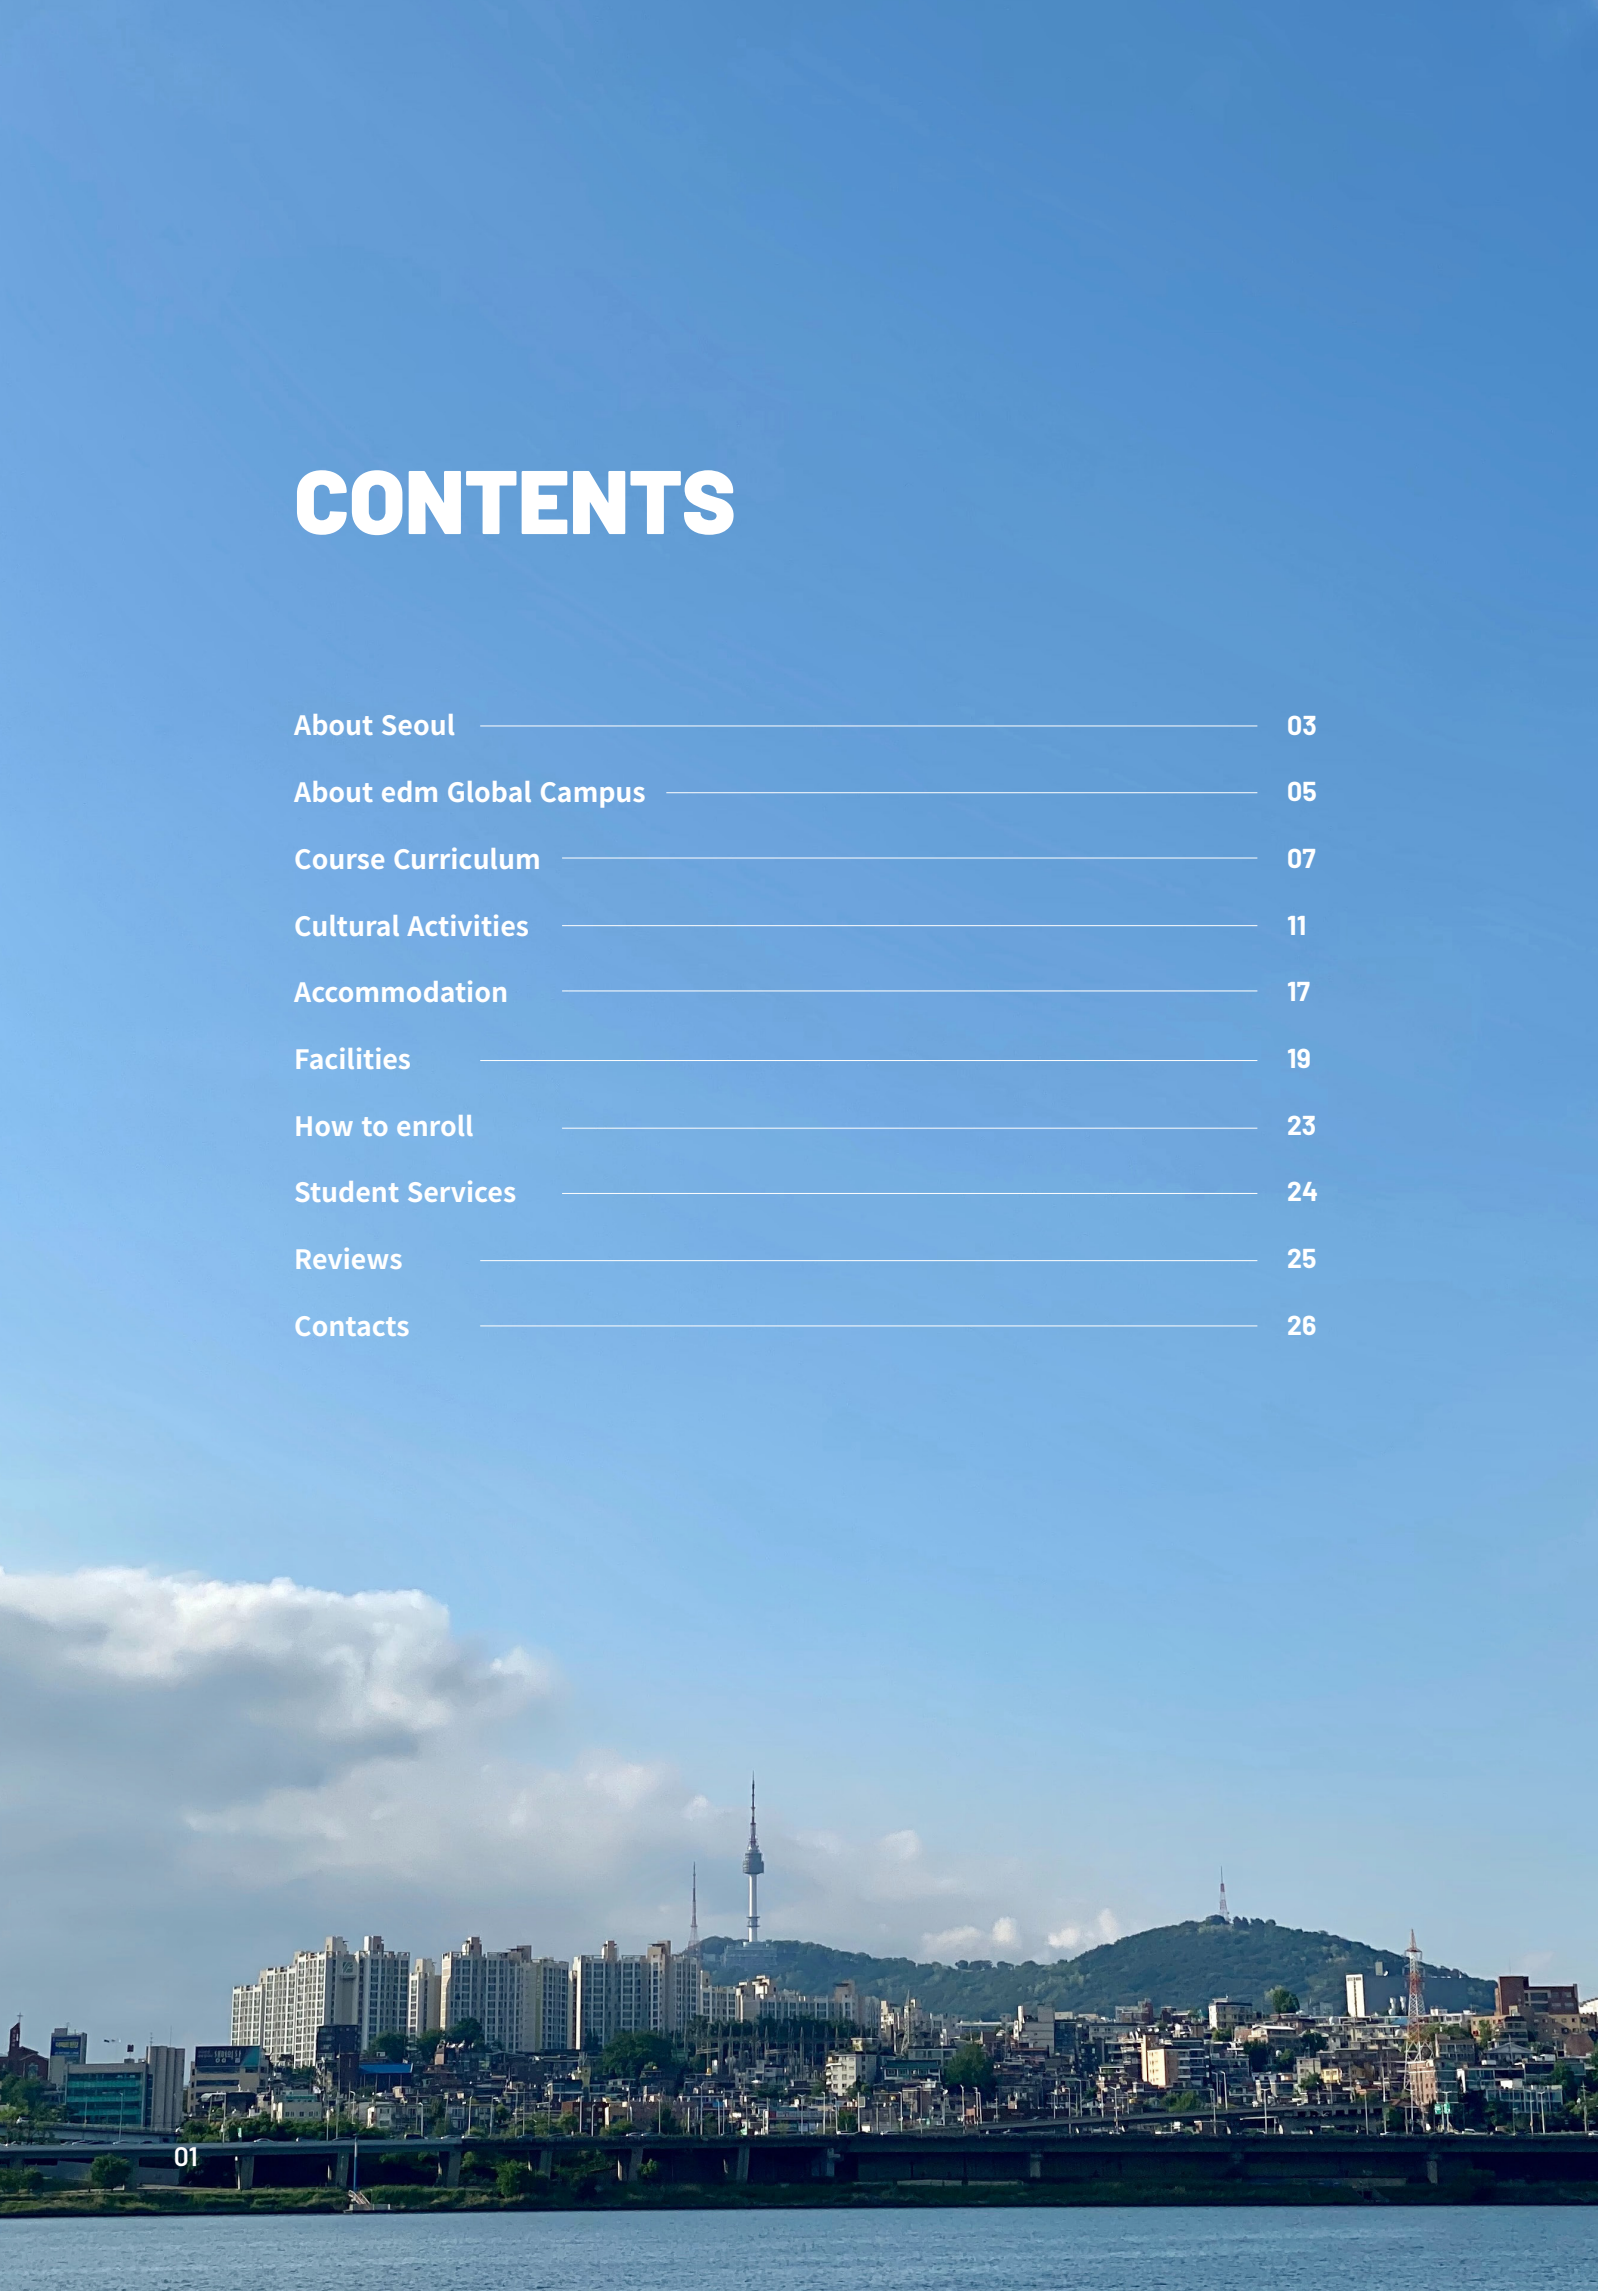 CONTENTS
About Seoul 03
About edm Global Campus 05
Course Curriculum 07
Cultural Activities 11
Accommodation 17
Facilities 19
How to enroll 23
Student Services 24
Reviews 25
Contacts 26
01